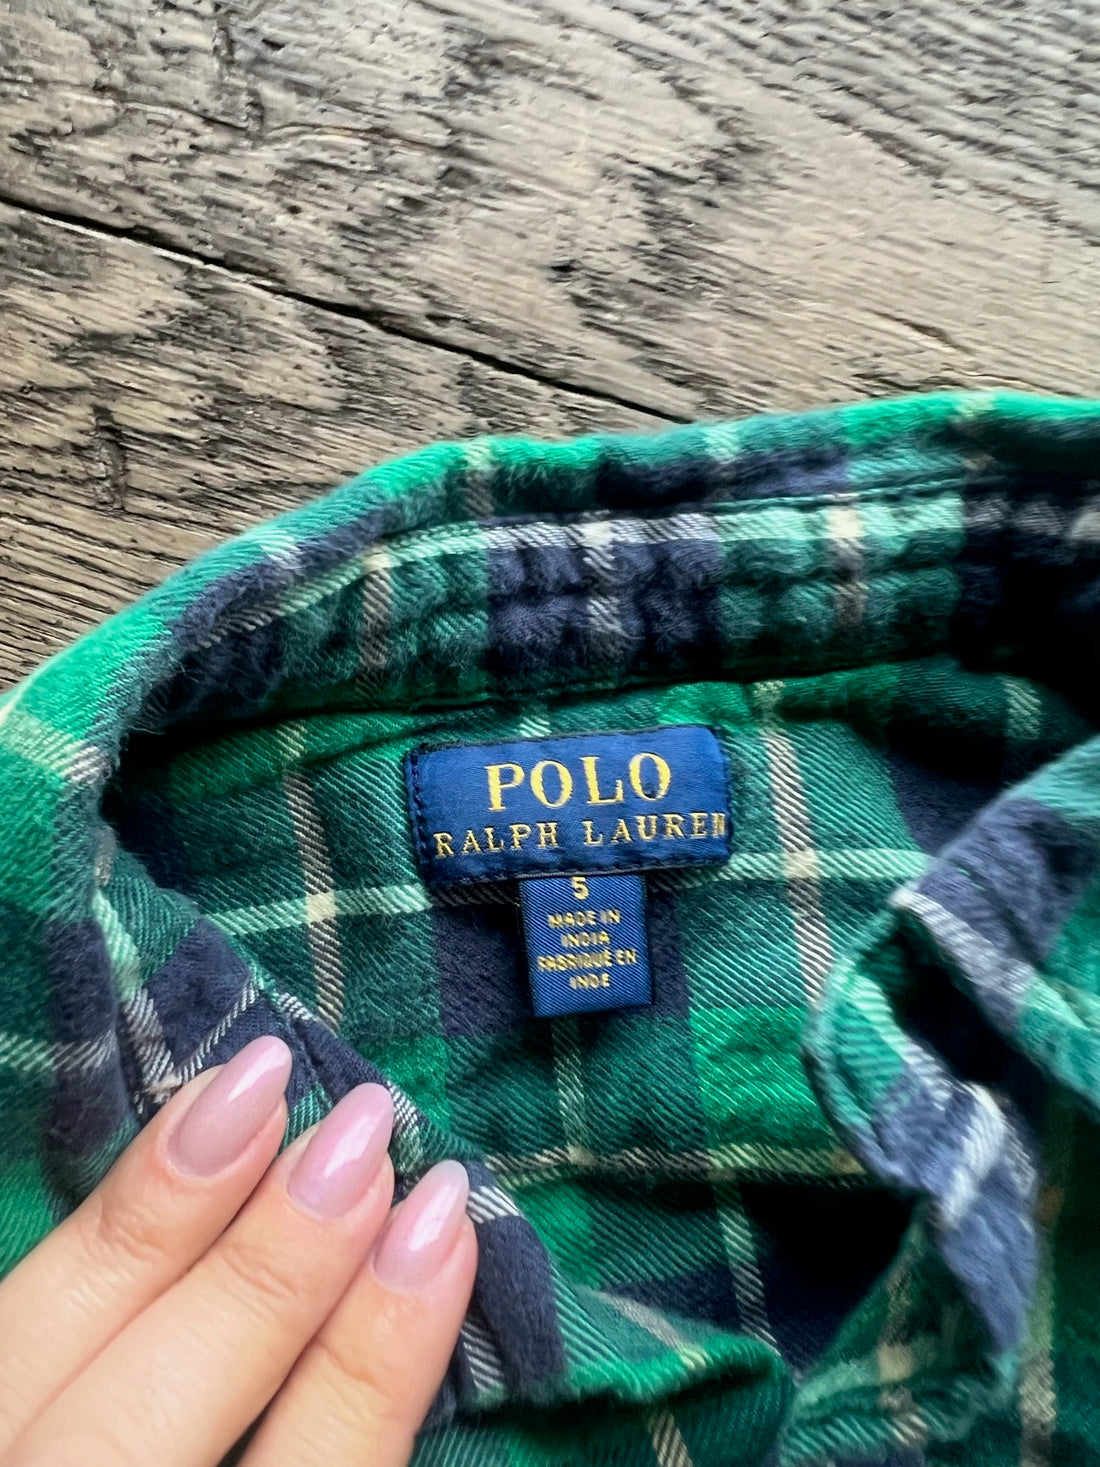 POLO
RALPH LAUREN
5
MADE IN
INDIA
FABRIQUÉ EN
INDE